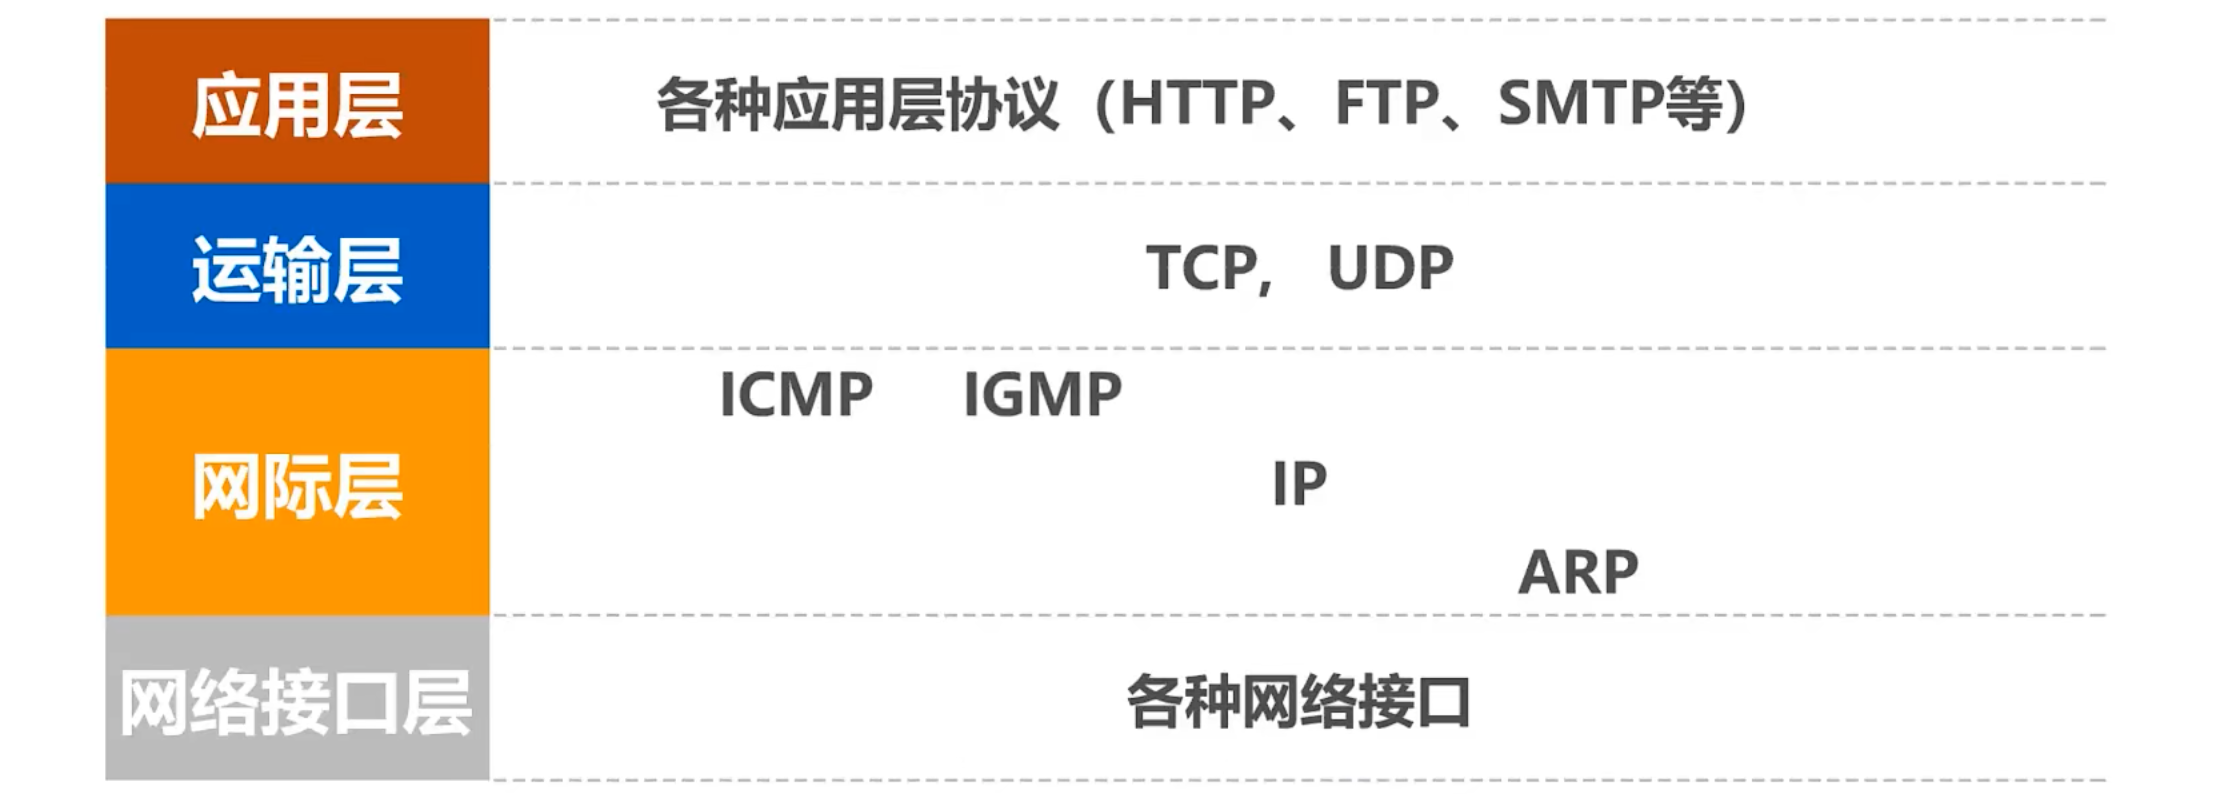 应用层
各种应用层协议（HTTP、FTP、SMTP等）
运输层
TCP, UDP
ICMP IGMP
网际层
IP
ARP
网络接口层
各种网络接口